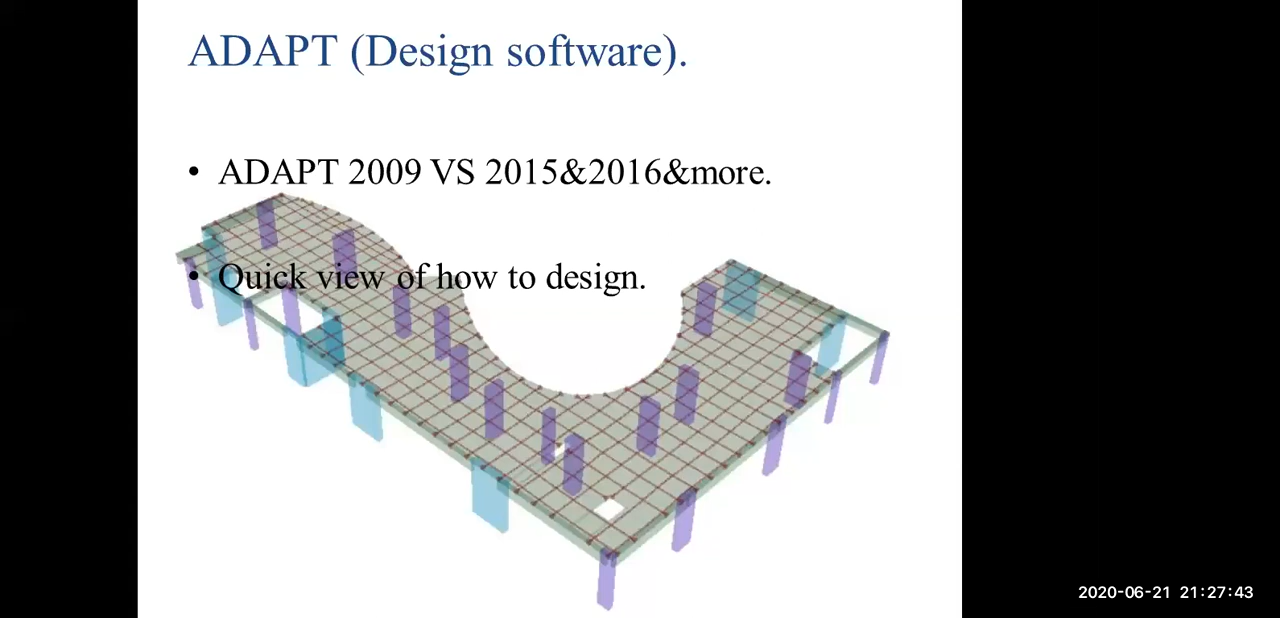 ADAPT (Design software).
• ADAPT 2009 VS 2015&2016&more.
• Quick view of how to design.
2020-06-21 21:27:43